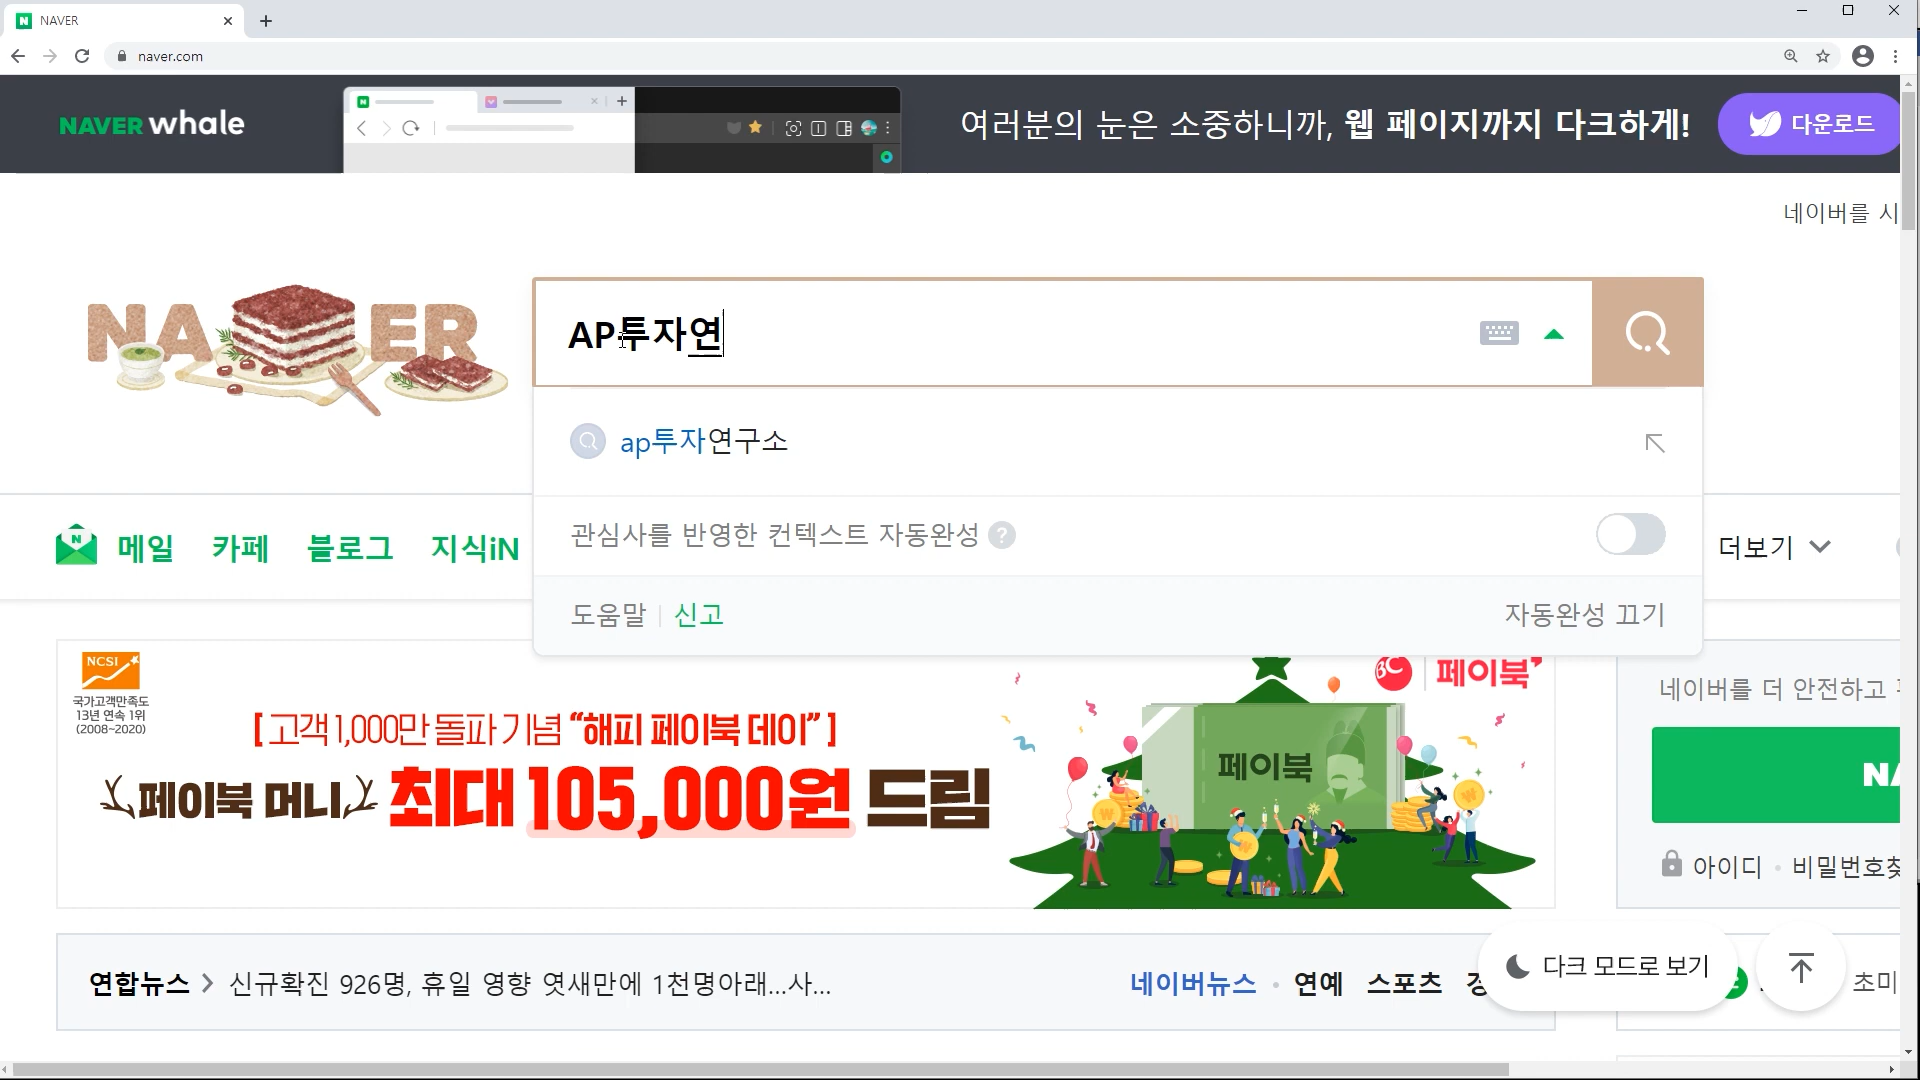 NAVER
naver.com
NAVER whale
여러분의 눈은 소중하니까, 웹 페이지까지 다크하게!
다운로드
네이버를 시
NAVER
AP투자연
ap투자연구소
관심사를 반영한 컨텍스트 자동완성 ?
도움말
신고
자동완성 끄기
메일 카페 블로그 지식iN
더보기
NCSI
국가고객만족도
13년 연속 1위
(2008~2020)
[ 고객 1,000만 돌파 기념 “해피 페이북 데이” ]
페이북 머니 최대 105,000원 드림
BC 페이북
페이북
네이버를 더 안전하고
NA
아이디 · 비밀번호찾
연합뉴스 > 신규확진 926명, 휴일 영향 엿새만에 1천명아래...사...
네이버뉴스 · 연예 스포츠 경
다크 모드로 보기
초미